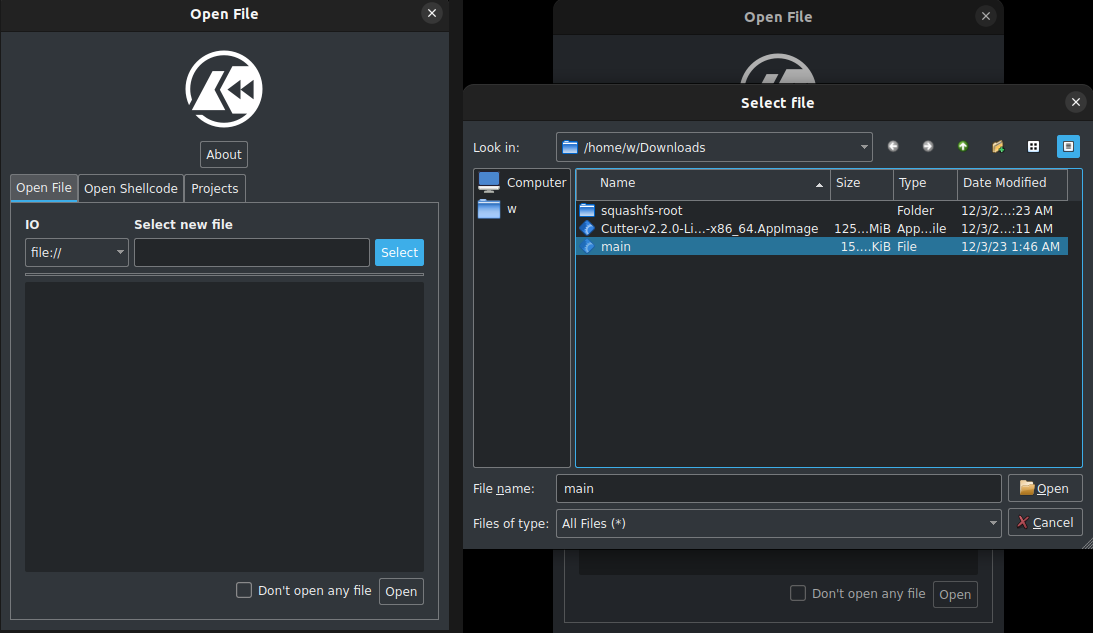 Open File
About
Open File Open Shellcode Projects
IO Select new file
file:// Select
Don't open any file Open
Open File
Select file
Look in: /home/w/Downloads
Computer
w
Name Size Type Date Modified
squashfs-root Folder 12/3/2...:23 AM
Cutter-v2.2.0-Li...-x86_64.AppImage 125...MiB App...ile 12/3/2...:11 AM
main 15....KiB File 12/3/23 1:46 AM
File name: main Open
Files of type: All Files (*) Cancel
Don't open any file Open